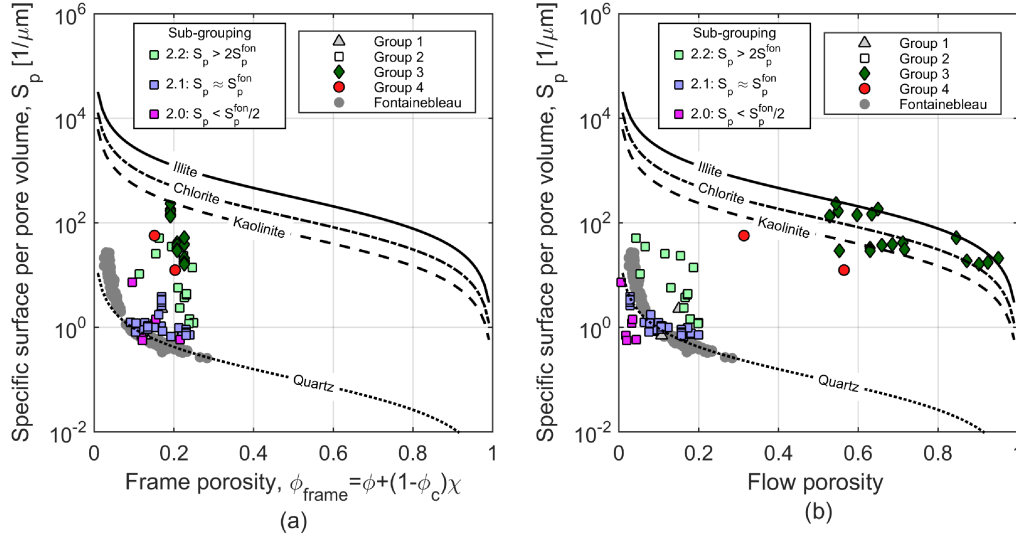 Specific surface per pore volume, S_p [1/μm]
10^6
10^4
10^2
10^0
10^-2
Sub-grouping
2.2: S_p > 2S_p^fon
2.1: S_p ≈ S_p^fon
2.0: S_p < S_p^fon/2
Group 1
Group 2
Group 3
Group 4
Fontainebleau
Illite
Chlorite
Kaolinite
Quartz
0 0.2 0.4 0.6 0.8 1
Frame porosity, ϕ_frame=ϕ+(1-ϕ_c)χ
(a)
Specific surface per pore volume, S_p [1/μm]
10^6
10^4
10^2
10^0
10^-2
Sub-grouping
2.2: S_p > 2S_p^fon
2.1: S_p ≈ S_p^fon
2.0: S_p < S_p^fon/2
Group 1
Group 2
Group 3
Group 4
Fontainebleau
Illite
Chlorite
Kaolinite
Quartz
0 0.2 0.4 0.6 0.8 1
Flow porosity
(b)